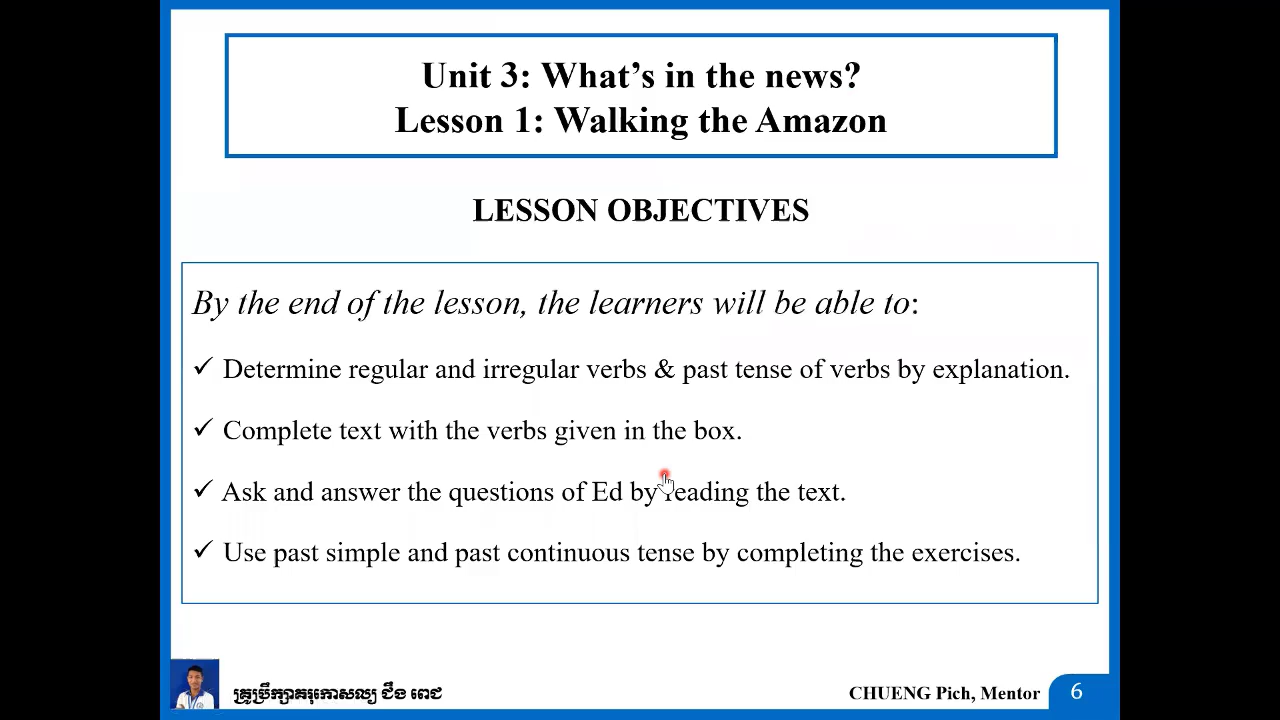 Unit 3: What’s in the news?
Lesson 1: Walking the Amazon
LESSON OBJECTIVES
By the end of the lesson, the learners will be able to:
✓ Determine regular and irregular verbs & past tense of verbs by explanation.
✓ Complete text with the verbs given in the box.
✓ Ask and answer the questions of Ed by reading the text.
✓ Use past simple and past continuous tense by completing the exercises.
គ្រូប្រឹក្សាគរុកោសល្យ ជឹង ពេជ
CHUENG Pich, Mentor
6